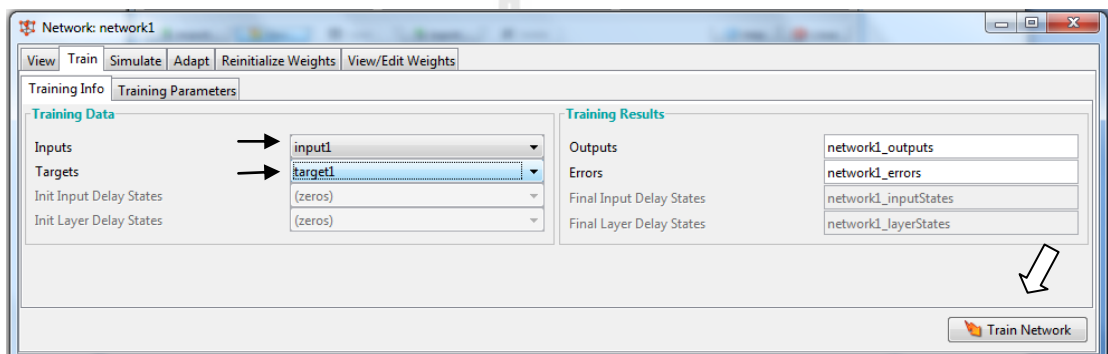 Network: network1
View Train Simulate Adapt Reinitialize Weights View/Edit Weights
Training Info Training Parameters
Training Data
Inputs input1
Targets target1
Init Input Delay States (zeros)
Init Layer Delay States (zeros)
Training Results
Outputs network1_outputs
Errors network1_errors
Final Input Delay States network1_inputStates
Final Layer Delay States network1_layerStates
Train Network